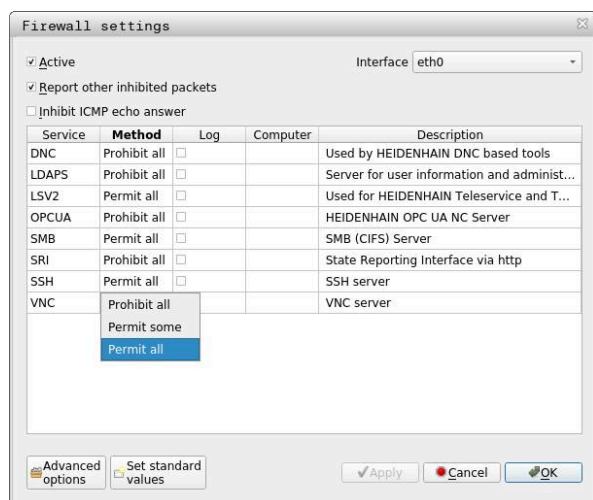 Firewall settings
Active
Interface eth0
Report other inhibited packets
Inhibit ICMP echo answer
Service Method Log Computer Description
DNC Prohibit all Used by HEIDENHAIN DNC based tools
LDAPS Prohibit all Server for user information and administ...
LSV2 Permit all Used for HEIDENHAIN Teleservice and T...
OPCUA Prohibit all HEIDENHAIN OPC UA NC Server
SMB Permit all SMB (CIFS) Server
SRI Prohibit all State Reporting Interface via http
SSH Permit all SSH server
VNC Prohibit all VNC server
Permit some
Permit all
Advanced options
Set standard values
Apply
Cancel
OK